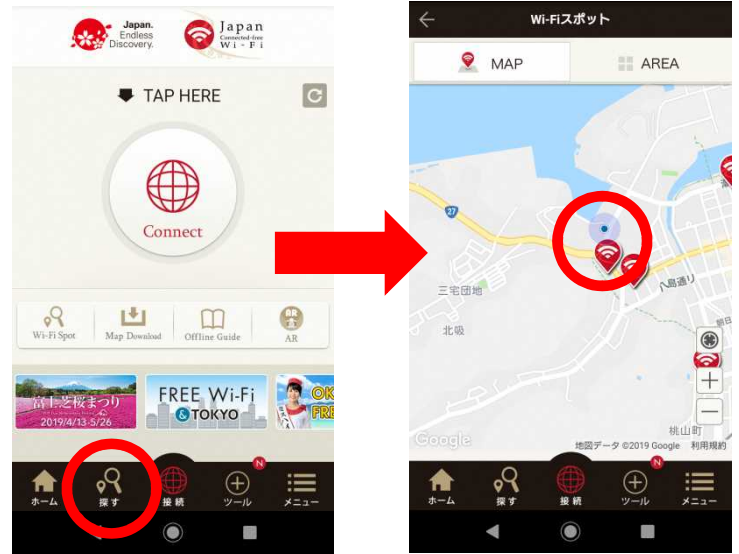 Japan.
Endless
Discovery.
Japan
Connected-free
Wi-Fi
TAP HERE
Connect
Wi-Fi Spot
Map Download
Offline Guide
AR
AR
富士芝桜まつり
2019/4/13-5/26
FREE Wi-Fi
&TOKYO
OK
FRE
ホーム
探す
接続
N
ツール
メニュー
Wi-Fiスポット
MAP
AREA
27
三宅団地
北吸
八島通り
朝日
桃山町
Google
地図データ ©2019 Google
利用規約
ホーム
探す
接続
N
ツール
メニュー